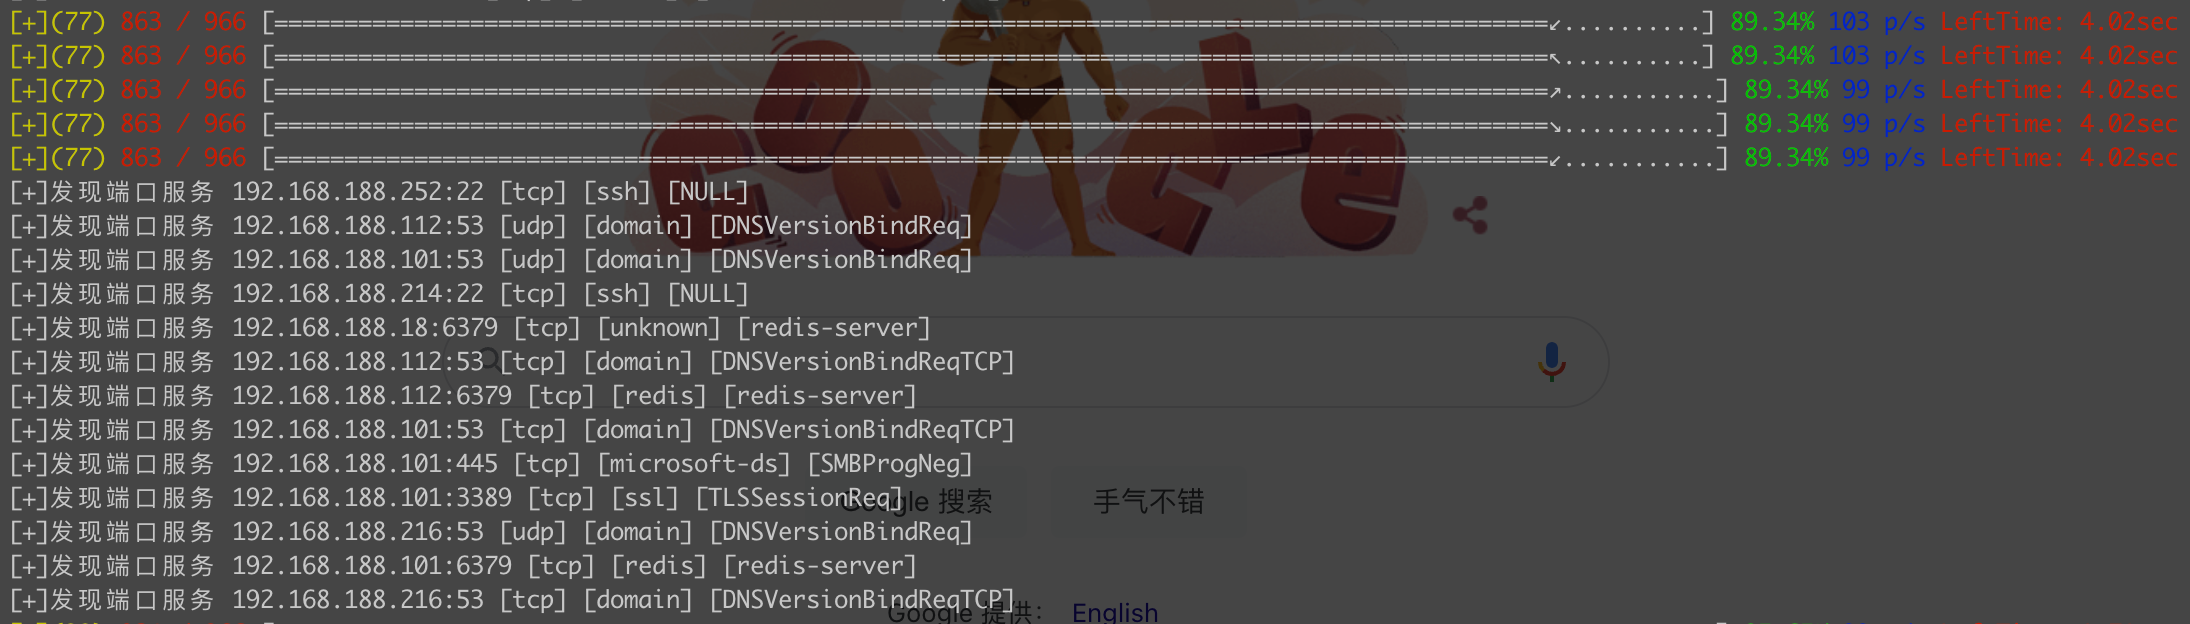 [+](77) 863 / 966 [===========================================================================================↙..........] 89.34% 103 p/s LeftTime: 4.02sec
[+](77) 863 / 966 [===========================================================================================↖..........] 89.34% 103 p/s LeftTime: 4.02sec
[+](77) 863 / 966 [===========================================================================================↗...........] 89.34% 99 p/s LeftTime: 4.02sec
[+](77) 863 / 966 [===========================================================================================↘...........] 89.34% 99 p/s LeftTime: 4.02sec
[+](77) 863 / 966 [===========================================================================================↙...........] 89.34% 99 p/s LeftTime: 4.02sec
[+]发现端口服务 192.168.188.252:22 [tcp] [ssh] [NULL]
[+]发现端口服务 192.168.188.112:53 [udp] [domain] [DNSVersionBindReq]
[+]发现端口服务 192.168.188.101:53 [udp] [domain] [DNSVersionBindReq]
[+]发现端口服务 192.168.188.214:22 [tcp] [ssh] [NULL]
[+]发现端口服务 192.168.188.18:6379 [tcp] [unknown] [redis-server]
[+]发现端口服务 192.168.188.112:53 [tcp] [domain] [DNSVersionBindReqTCP]
[+]发现端口服务 192.168.188.112:6379 [tcp] [redis] [redis-server]
[+]发现端口服务 192.168.188.101:53 [tcp] [domain] [DNSVersionBindReqTCP]
[+]发现端口服务 192.168.188.101:445 [tcp] [microsoft-ds] [SMBProgNeg]
[+]发现端口服务 192.168.188.101:3389 [tcp] [ssl] [TLSSessionReq]
Google 搜索 手气不错
[+]发现端口服务 192.168.188.216:53 [udp] [domain] [DNSVersionBindReq]
[+]发现端口服务 192.168.188.101:6379 [tcp] [redis] [redis-server]
[+]发现端口服务 192.168.188.216:53 [tcp] [domain] [DNSVersionBindReqTCP]
Google 提供： English